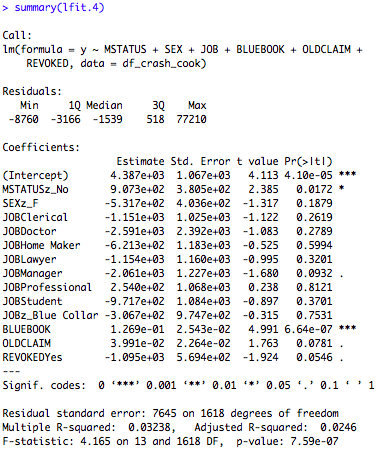 > summary(lfit.4)
Call:
lm(formula = y ~ MSTATUS + SEX + JOB + BLUEBOOK + OLDCLAIM +
REVOKED, data = df_crash_cook)
Residuals:
Min 1Q Median 3Q Max
-8760 -3166 -1539 518 77210
Coefficients:
Estimate Std. Error t value Pr(>|t|)
(Intercept) 4.387e+03 1.067e+03 4.113 4.10e-05 ***
MSTATUSz_No 9.073e+02 3.805e+02 2.385 0.0172 *
SEXz_F -5.317e+02 4.036e+02 -1.317 0.1879
JOBClerical -1.151e+03 1.025e+03 -1.122 0.2619
JOBDoctor -2.591e+03 2.392e+03 -1.083 0.2789
JOBHome Maker -6.213e+02 1.183e+03 -0.525 0.5994
JOBLawyer -1.154e+03 1.160e+03 -0.995 0.3201
JOBManager -2.061e+03 1.227e+03 -1.680 0.0932 .
JOBProfessional 2.540e+02 1.068e+03 0.238 0.8121
JOBStudent -9.717e+02 1.084e+03 -0.897 0.3701
JOBz_Blue Collar -3.067e+02 9.747e+02 -0.315 0.7531
BLUEBOOK 1.269e-01 2.543e-02 4.991 6.64e-07 ***
OLDCLAIM 3.991e-02 2.264e-02 1.763 0.0781 .
REVOKEDYes -1.095e+03 5.694e+02 -1.924 0.0546 .
---
Signif. codes: 0 ‘***’ 0.001 ‘**’ 0.01 ‘*’ 0.05 ‘.’ 0.1 ‘ ’ 1
Residual standard error: 7645 on 1618 degrees of freedom
Multiple R-squared: 0.03238, Adjusted R-squared: 0.0246
F-statistic: 4.165 on 13 and 1618 DF, p-value: 7.59e-07